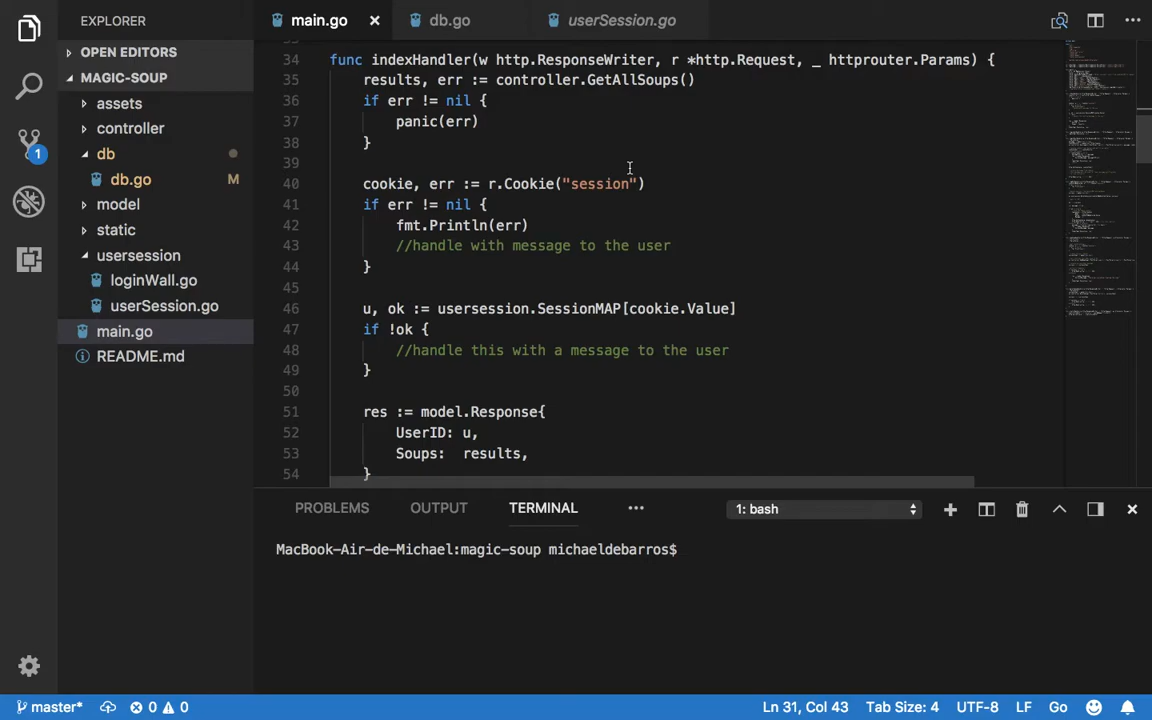 EXPLORER
OPEN EDITORS
MAGIC-SOUP
assets
controller
db
db.go M
model
static
usersession
loginWall.go
userSession.go
main.go
README.md
1
main.go
db.go
userSession.go
34 func indexHandler(w http.ResponseWriter, r *http.Request, _ httprouter.Params) {
35 results, err := controller.GetAllSoups()
36 if err != nil {
37 panic(err)
38 }
39
40 cookie, err := r.Cookie("session")
41 if err != nil {
42 fmt.Println(err)
43 //handle with message to the user
44 }
45
46 u, ok := usersession.SessionMAP[cookie.Value]
47 if !ok {
48 //handle this with a message to the user
49 }
50
51 res := model.Response{
52 UserID: u,
53 Soups: results,
54 }
PROBLEMS OUTPUT TERMINAL ••• 1: bash
MacBook-Air-de-Michael:magic-soup michaeldebarros$
master* 0 0 Ln 31, Col 43 Tab Size: 4 UTF-8 LF Go